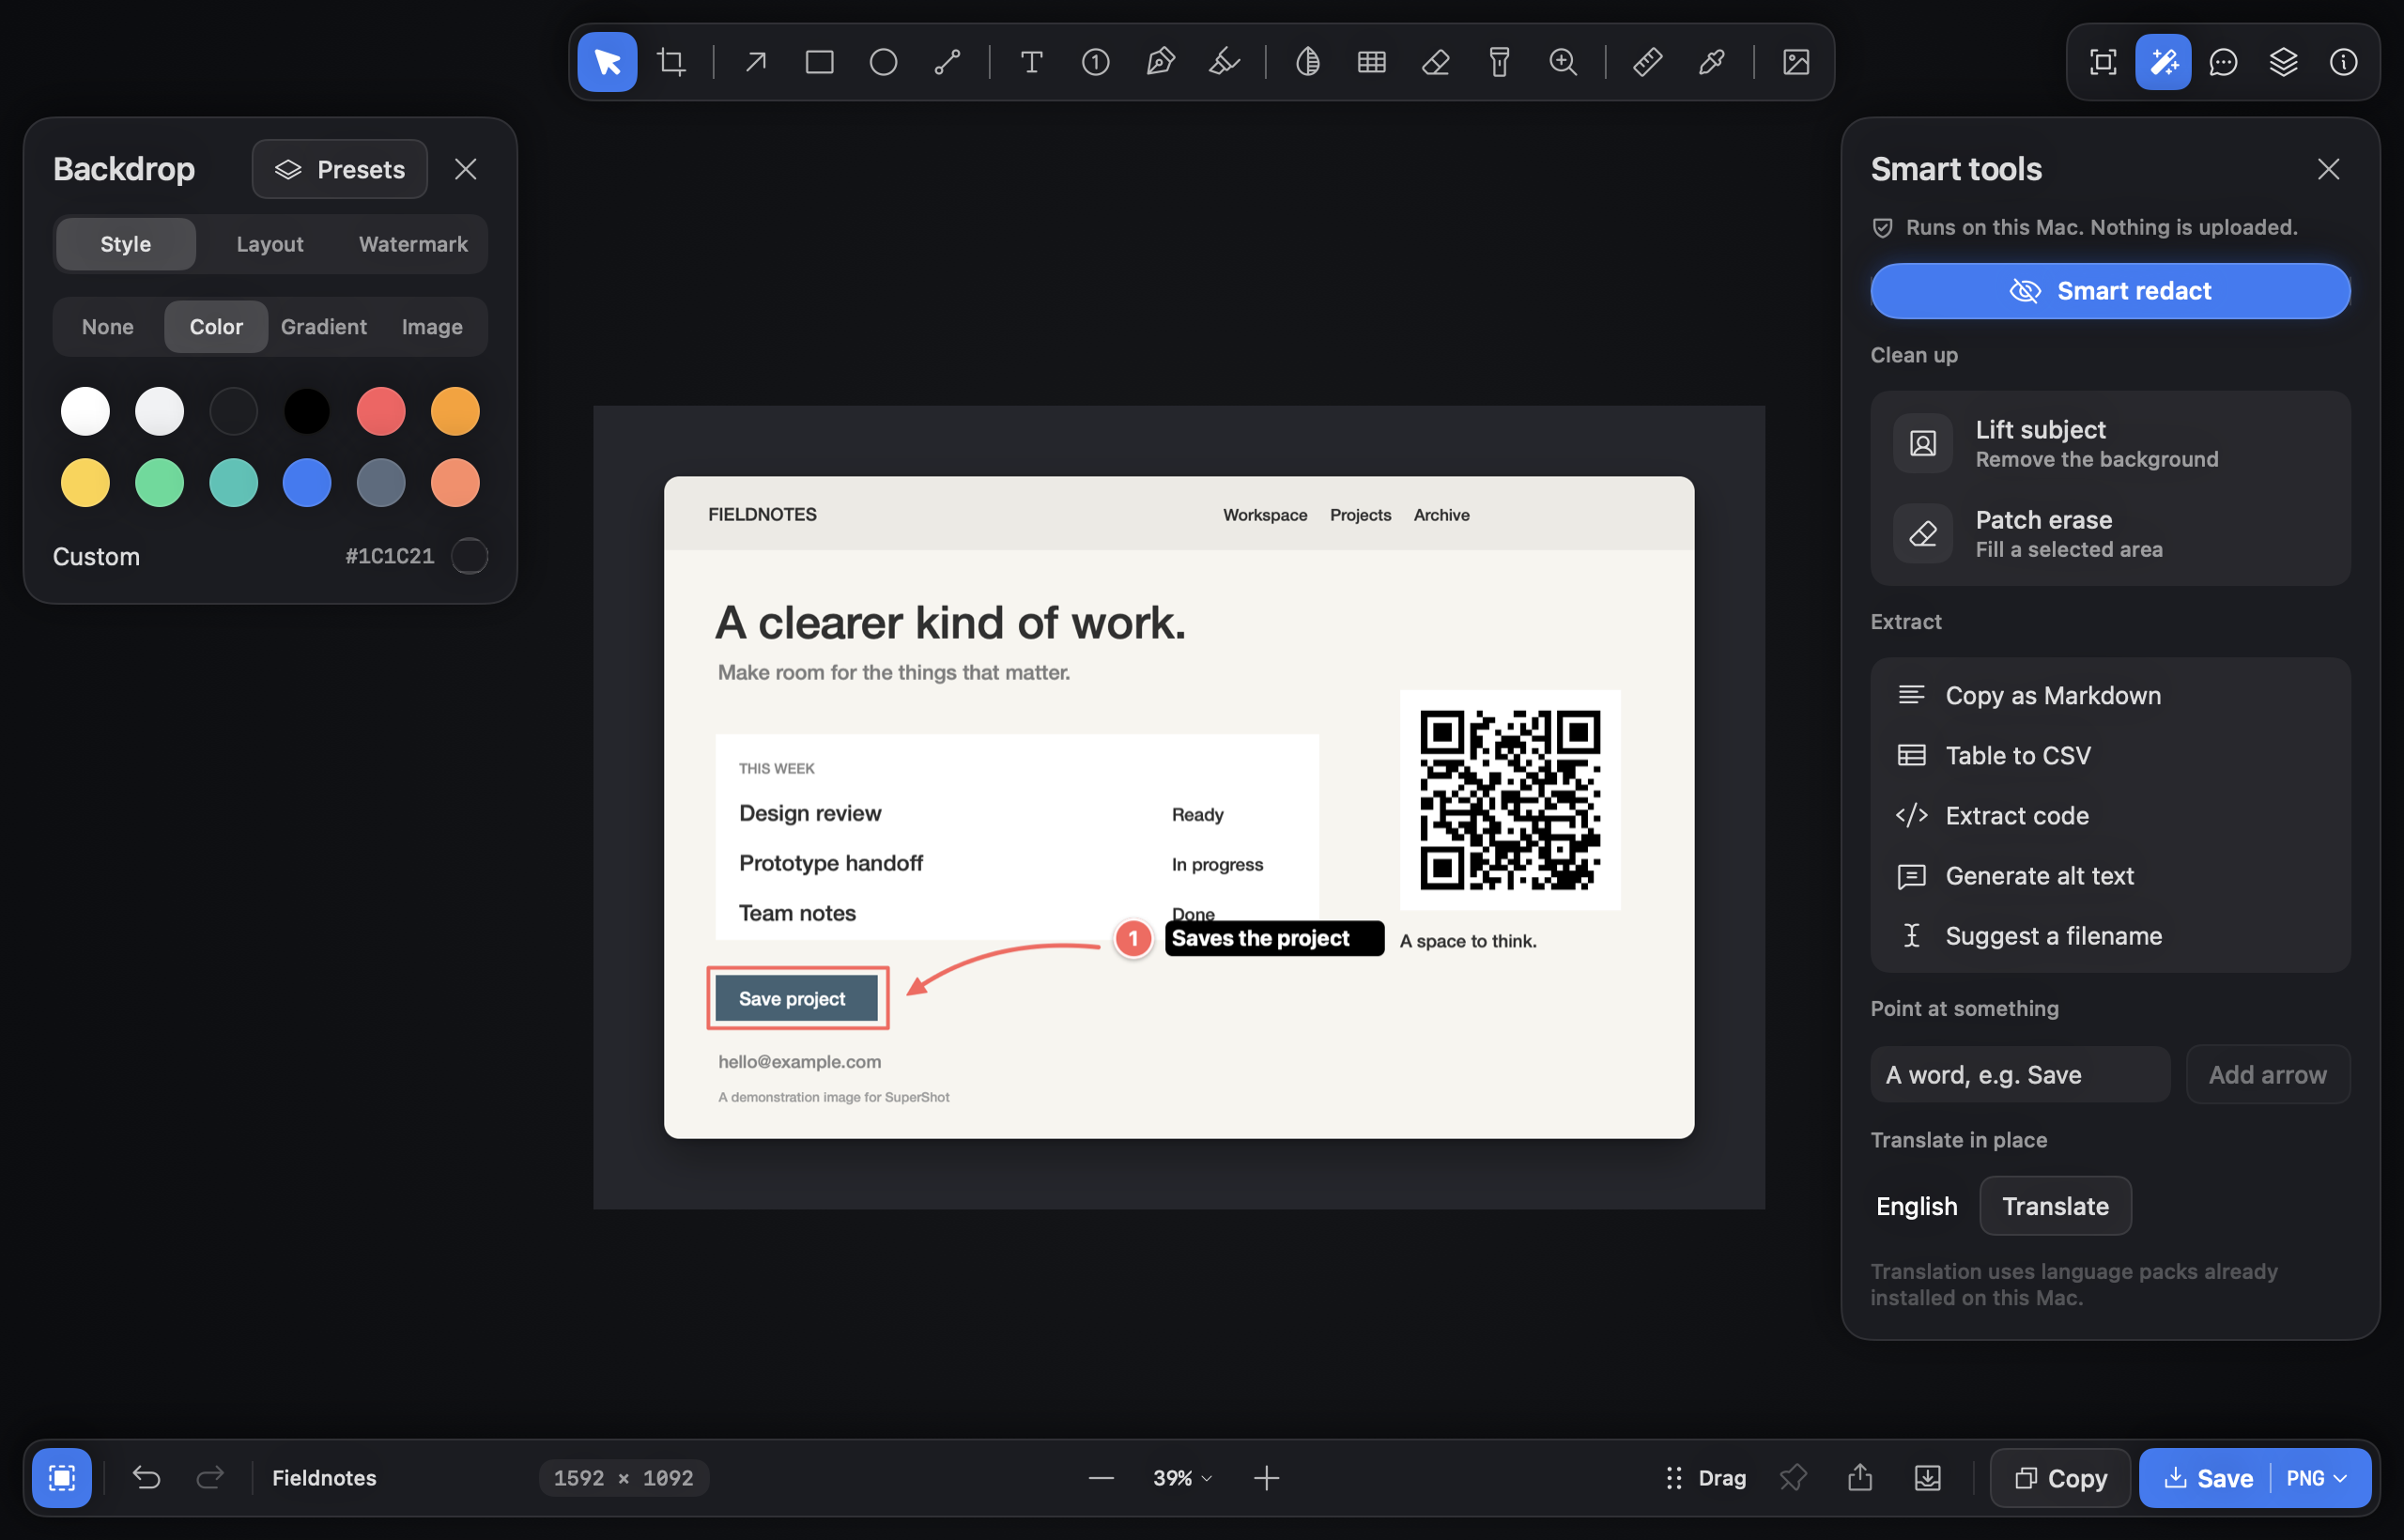 Backdrop
Presets
Style
Layout
Watermark
None
Color
Gradient
Image
Custom
#1C1C21
FIELDNOTES
Workspace
Projects
Archive
A clearer kind of work.
Make room for the things that matter.
THIS WEEK
Design review
Ready
Prototype handoff
In progress
Team notes
Done
1
Saves the project
A space to think.
Save project
hello@example.com
A demonstration image for SuperShot
Smart tools
Runs on this Mac. Nothing is uploaded.
Smart redact
Clean up
Lift subject
Remove the background
Patch erase
Fill a selected area
Extract
Copy as Markdown
Table to CSV
Extract code
Generate alt text
Suggest a filename
Point at something
A word, e.g. Save
Add arrow
Translate in place
English
Translate
Translation uses language packs already
installed on this Mac.
Fieldnotes
1592 × 1092
39%
Drag
Copy
Save
PNG